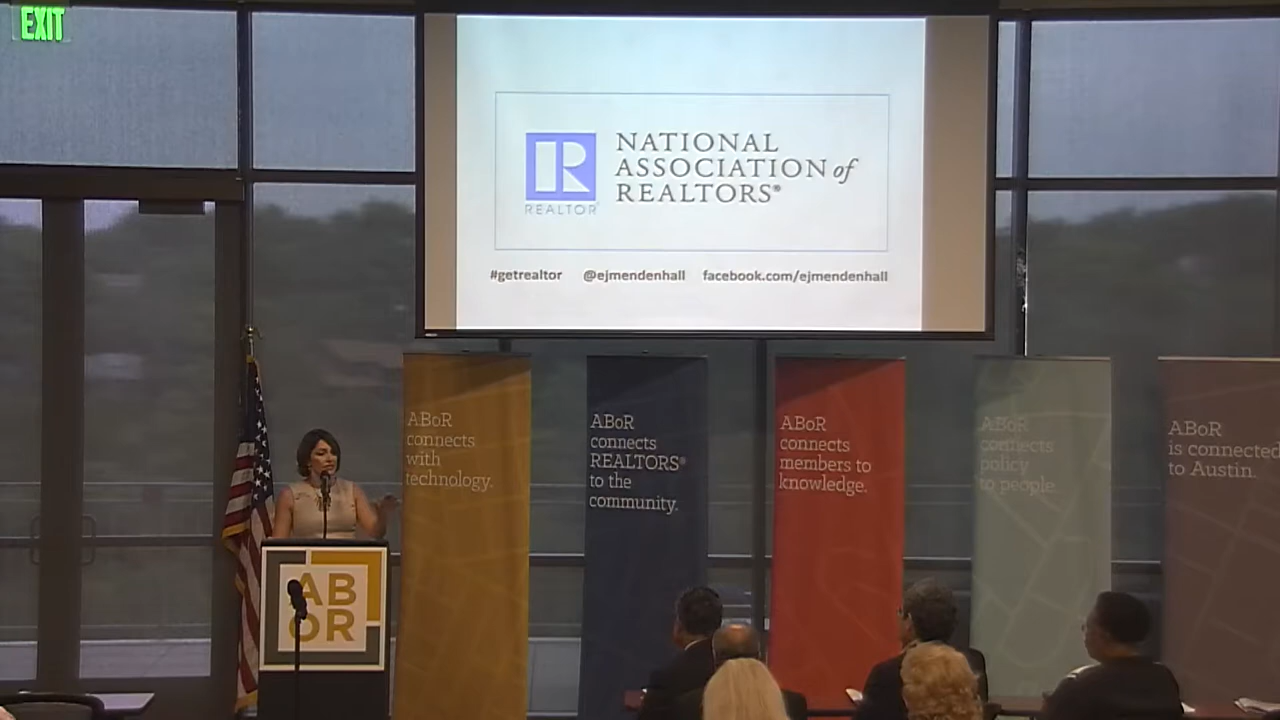 EXIT
NATIONAL
ASSOCIATION of
REALTORS®
REALTOR®
#getrealtor @ejmendenhall facebook.com/ejmendenhall
ABoR
connects
with
technology.
ABoR
connects
REALTORS®
to the
community.
ABoR
connects
members to
knowledge.
ABoR
connects
policy
to people.
ABoR
is connected
to Austin.
AB
OR